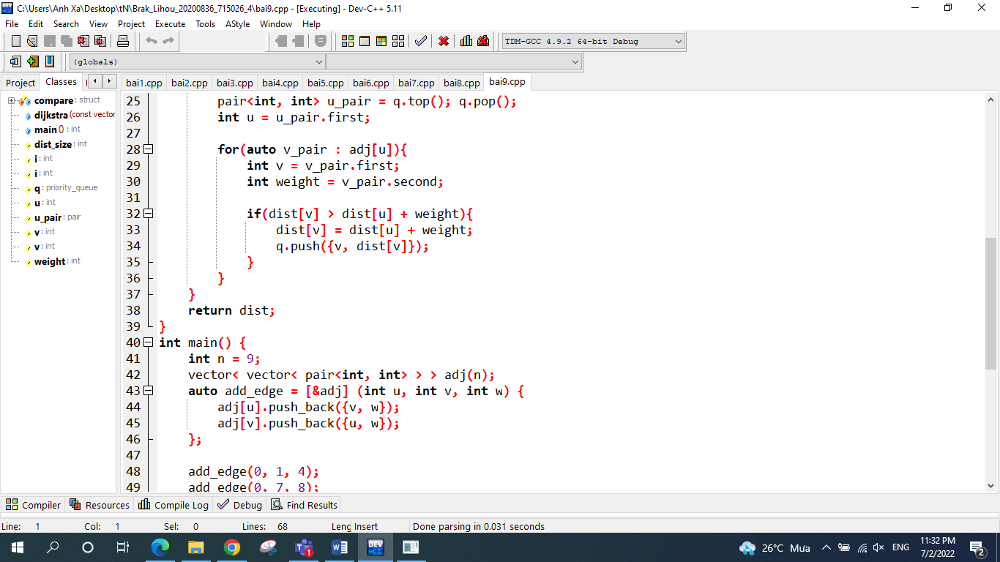 C:\Users\Anh Xa\Desktop\tN\Brak_Lihou_20200836_715026_4\bai9.cpp - [Executing] - Dev-C++ 5.11
File Edit Search View Project Execute Tools AStyle Window Help
TDM-GCC 4.9.2 64-bit Debug
(globals)
Project Classes
bai1.cpp bai2.cpp bai3.cpp bai4.cpp bai5.cpp bai6.cpp bai7.cpp bai8.cpp bai9.cpp
compare : struct
dijkstra (const vector
main () : int
dist_size : int
i : int
i : int
q : priority_queue
u : int
u_pair : pair
v : int
v : int
weight : int
25 pair<int, int> u_pair = q.top(); q.pop();
26 int u = u_pair.first;
27
28 for(auto v_pair : adj[u]){
29 int v = v_pair.first;
30 int weight = v_pair.second;
31
32 if(dist[v] > dist[u] + weight){
33 dist[v] = dist[u] + weight;
34 q.push({v, dist[v]});
35 }
36 }
37 }
38 return dist;
39 }
40 int main() {
41 int n = 9;
42 vector< vector< pair<int, int> > > adj(n);
43 auto add_edge = [&adj] (int u, int v, int w) {
44 adj[u].push_back({v, w});
45 adj[v].push_back({u, w});
46 };
47
48 add_edge(0, 1, 4);
49 add_edge(0, 7, 8);
Compiler Resources Compile Log Debug Find Results
Line: 1 Col: 1 Sel: 0 Lines: 68 Leng Insert Done parsing in 0.031 seconds
DEV
1
26°C Mưa
ENG
11:32 PM
7/2/2022
2